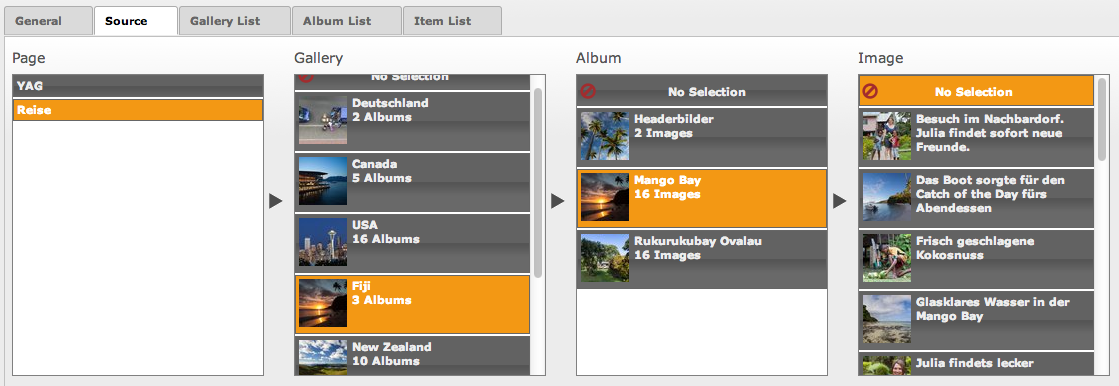 General
Source
Gallery List
Album List
Item List
Page
Gallery
Album
Image
YAG
Reise
No Selection
Deutschland
2 Albums
Canada
5 Albums
USA
16 Albums
Fiji
3 Albums
New Zealand
10 Albums
No Selection
Headerbilder
2 Images
Mango Bay
16 Images
Rukurukubay Ovalau
16 Images
No Selection
Besuch im Nachbardorf.
Julia findet sofort neue
Freunde.
Das Boot sorgte für den
Catch of the Day fürs
Abendessen
Frisch geschlagene
Kokosnuss
Glasklares Wasser in der
Mango Bay
Julia findets lecker